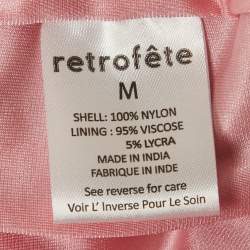 retrofête
M
SHELL: 100% NYLON
LINING : 95% VISCOSE
5% LYCRA
MADE IN INDIA
FABRIQUE EN INDE
See reverse for care
Voir L' Inverse Pour Le Soin